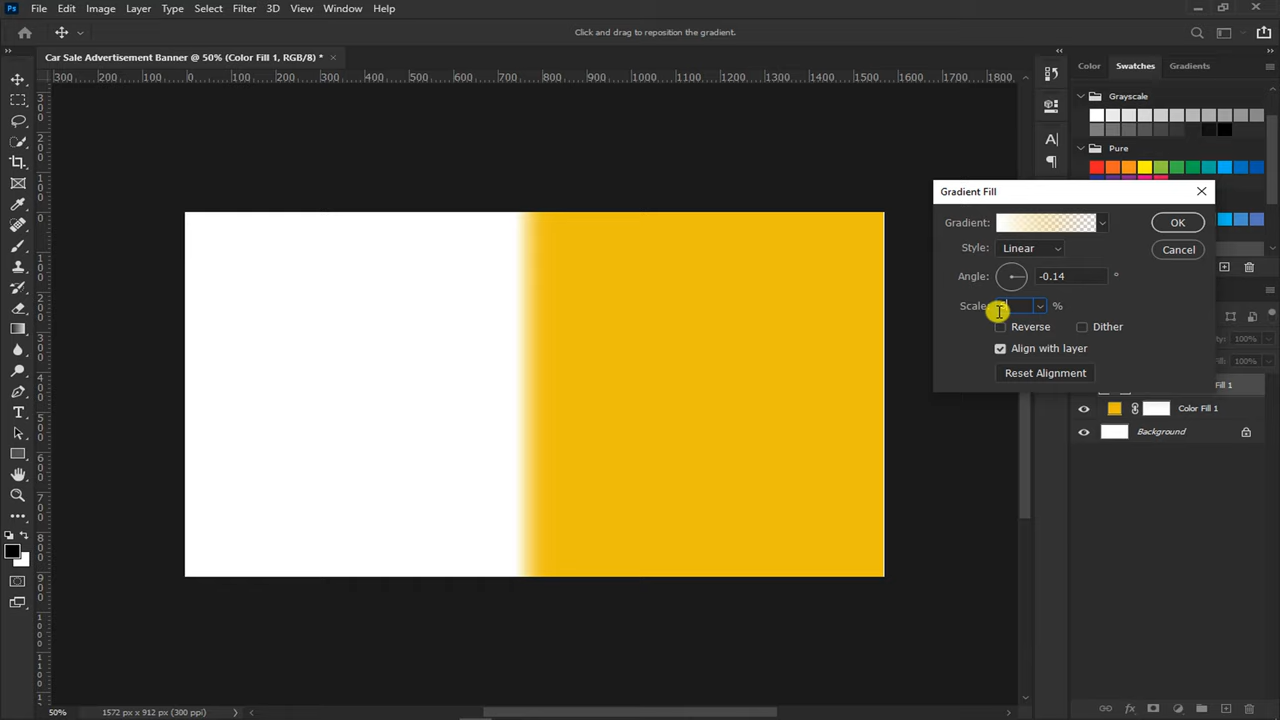 Ps File Edit Image Layer Type Select Filter 3D View Window Help
Click and drag to reposition the gradient.
Car Sale Advertisement Banner @ 50% (Color Fill 1, RGB/8) *
Color Swatches Gradients
300 200 100 0 100 200 300 400 500 600 700 800 900 1000 1100 1200 1300 1400 1500 1600 1700 1800
Grayscale
Pure
Gradient Fill
Gradient:
OK
Style: Linear
Cancel
Angle: -0.14 °
Scale: %
Reverse Dither
Align with layer
Reset Alignment
100%
100%
Fill 1
Color Fill 1
Background
50% 1572 px x 912 px (300 ppi)